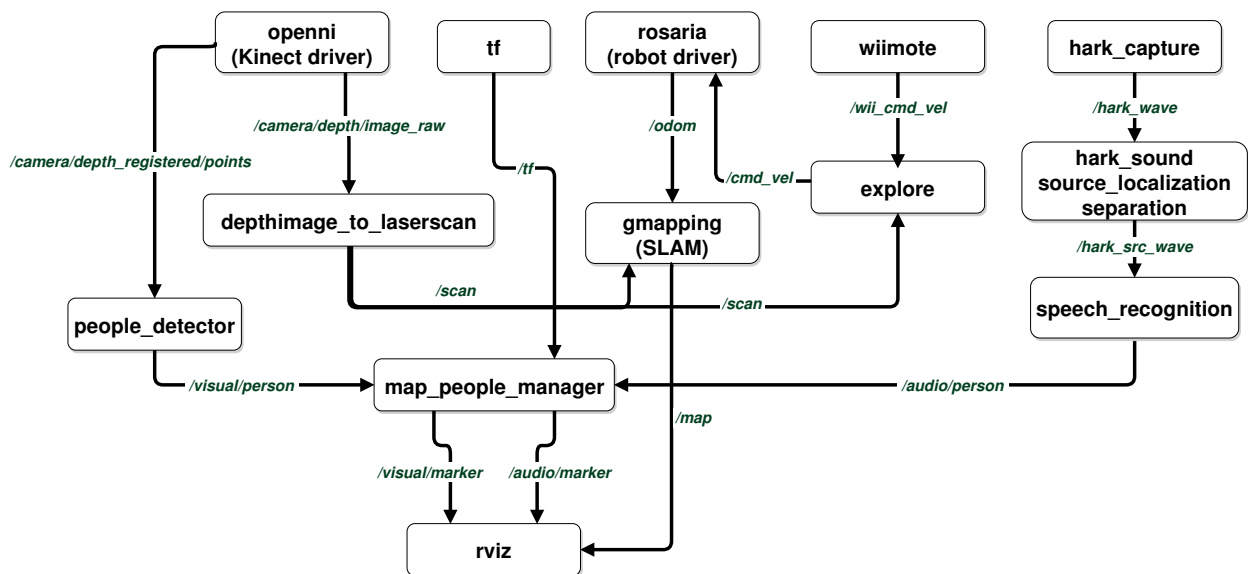 openni
(Kinect driver)
tf
rosaria
(robot driver)
wiimote
hark_capture
/camera/depth/image_raw
/odom
/wii_cmd_vel
/hark_wave
/camera/depth_registered/points
/tf
/cmd_vel
explore
hark_sound
source_localization
separation
depthimage_to_laserscan
gmapping
(SLAM)
/hark_src_wave
/scan
/scan
people_detector
speech_recognition
/visual/person
map_people_manager
/audio/person
/map
/visual/marker
/audio/marker
rviz